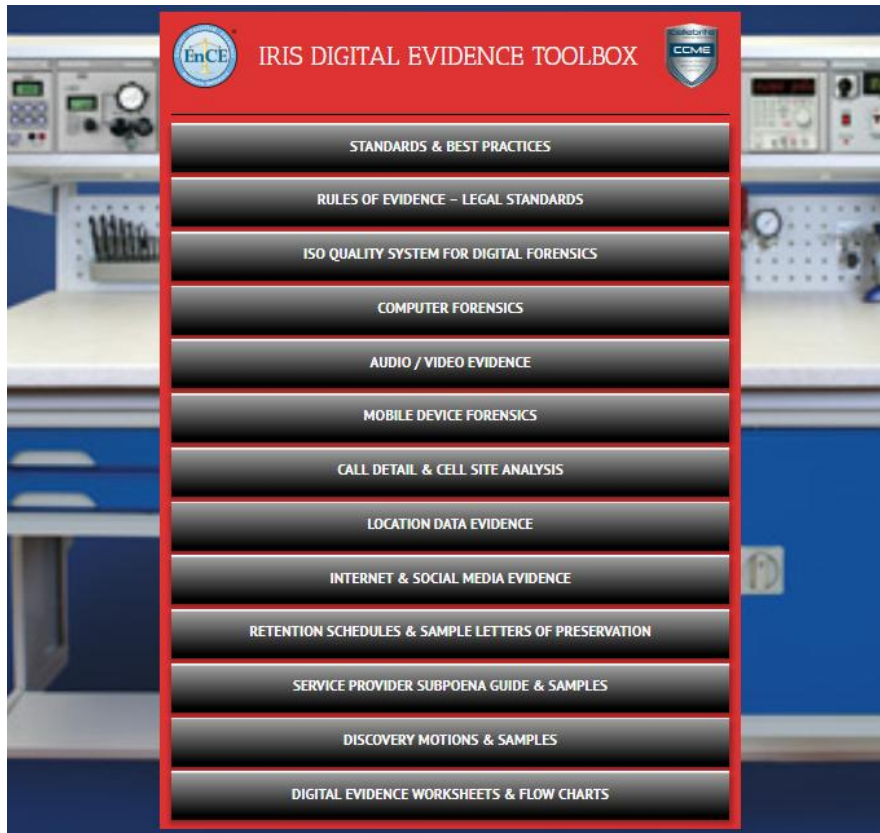 EnCE
IRIS DIGITAL EVIDENCE TOOLBOX
Cellebrite
CCME
STANDARDS & BEST PRACTICES
RULES OF EVIDENCE – LEGAL STANDARDS
ISO QUALITY SYSTEM FOR DIGITAL FORENSICS
COMPUTER FORENSICS
AUDIO / VIDEO EVIDENCE
MOBILE DEVICE FORENSICS
CALL DETAIL & CELL SITE ANALYSIS
LOCATION DATA EVIDENCE
INTERNET & SOCIAL MEDIA EVIDENCE
RETENTION SCHEDULES & SAMPLE LETTERS OF PRESERVATION
SERVICE PROVIDER SUBPOENA GUIDE & SAMPLES
DISCOVERY MOTIONS & SAMPLES
DIGITAL EVIDENCE WORKSHEETS & FLOW CHARTS